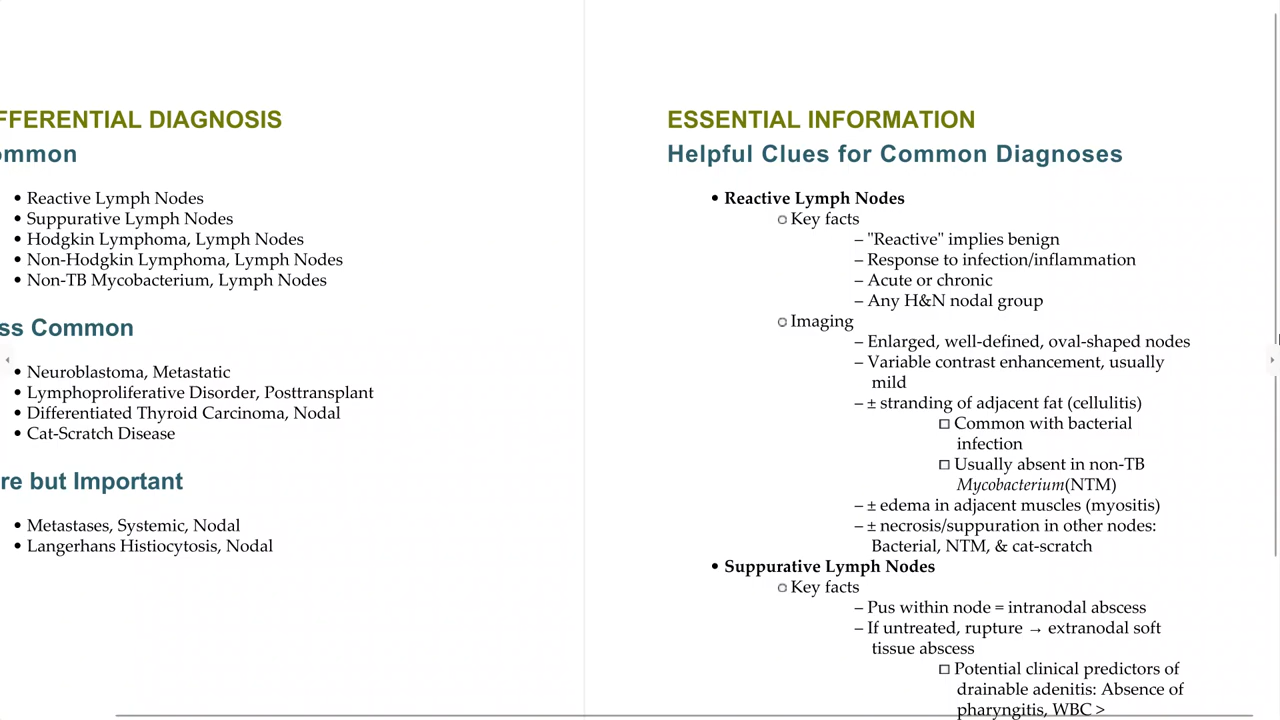 FFERENTIAL DIAGNOSIS
ommon
• Reactive Lymph Nodes
• Suppurative Lymph Nodes
• Hodgkin Lymphoma, Lymph Nodes
• Non-Hodgkin Lymphoma, Lymph Nodes
• Non-TB Mycobacterium, Lymph Nodes
ss Common
• Neuroblastoma, Metastatic
• Lymphoproliferative Disorder, Posttransplant
• Differentiated Thyroid Carcinoma, Nodal
• Cat-Scratch Disease
re but Important
• Metastases, Systemic, Nodal
• Langerhans Histiocytosis, Nodal
ESSENTIAL INFORMATION
Helpful Clues for Common Diagnoses
• Reactive Lymph Nodes
○ Key facts
– "Reactive" implies benign
– Response to infection/inflammation
– Acute or chronic
– Any H&N nodal group
○ Imaging
– Enlarged, well-defined, oval-shaped nodes
– Variable contrast enhancement, usually
mild
– ± stranding of adjacent fat (cellulitis)
□ Common with bacterial
infection
□ Usually absent in non-TB
Mycobacterium(NTM)
– ± edema in adjacent muscles (myositis)
– ± necrosis/suppuration in other nodes:
Bacterial, NTM, & cat-scratch
• Suppurative Lymph Nodes
○ Key facts
– Pus within node = intranodal abscess
– If untreated, rupture → extranodal soft
tissue abscess
□ Potential clinical predictors of
drainable adenitis: Absence of
pharyngitis, WBC >